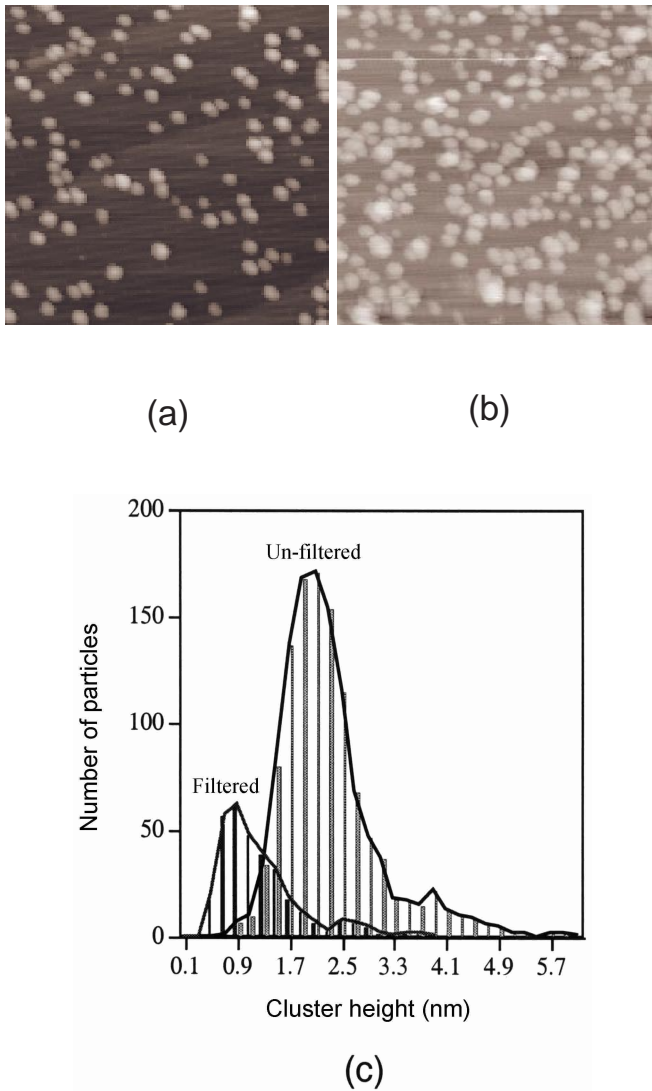 (a)
(b)
200
Un-filtered
150
Number of particles
100
Filtered
50
0
0.1 0.9 1.7 2.5 3.3 4.1 4.9 5.7
Cluster height (nm)
(c)